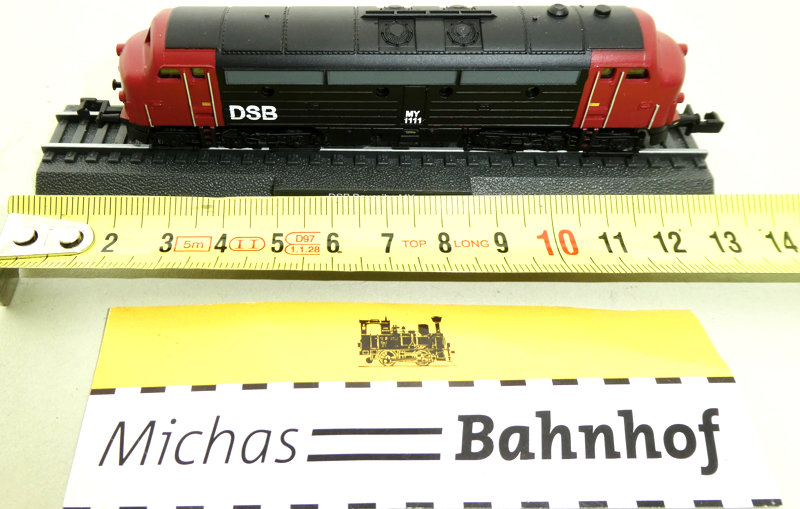 DSB
MY
1111
2 3 5m 4 II 5 D97 1.1.28 6 7 TOP 8 LONG 9 10 11 12 13 14
Michas Bahnhof